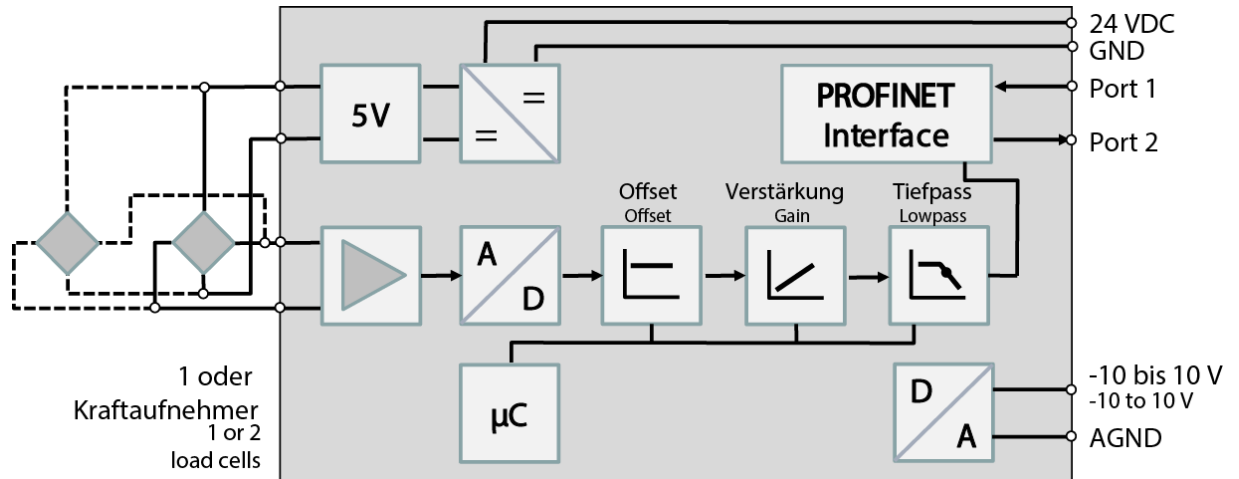 24 VDC
GND
5V
=
=
PROFINET
Interface
Port 1
Port 2
Offset
Offset
Verstärkung
Gain
Tiefpass
Lowpass
A
D
1 oder
Kraftaufnehmer
1 or 2
load cells
µC
D
A
-10 bis 10 V
-10 to 10 V
AGND